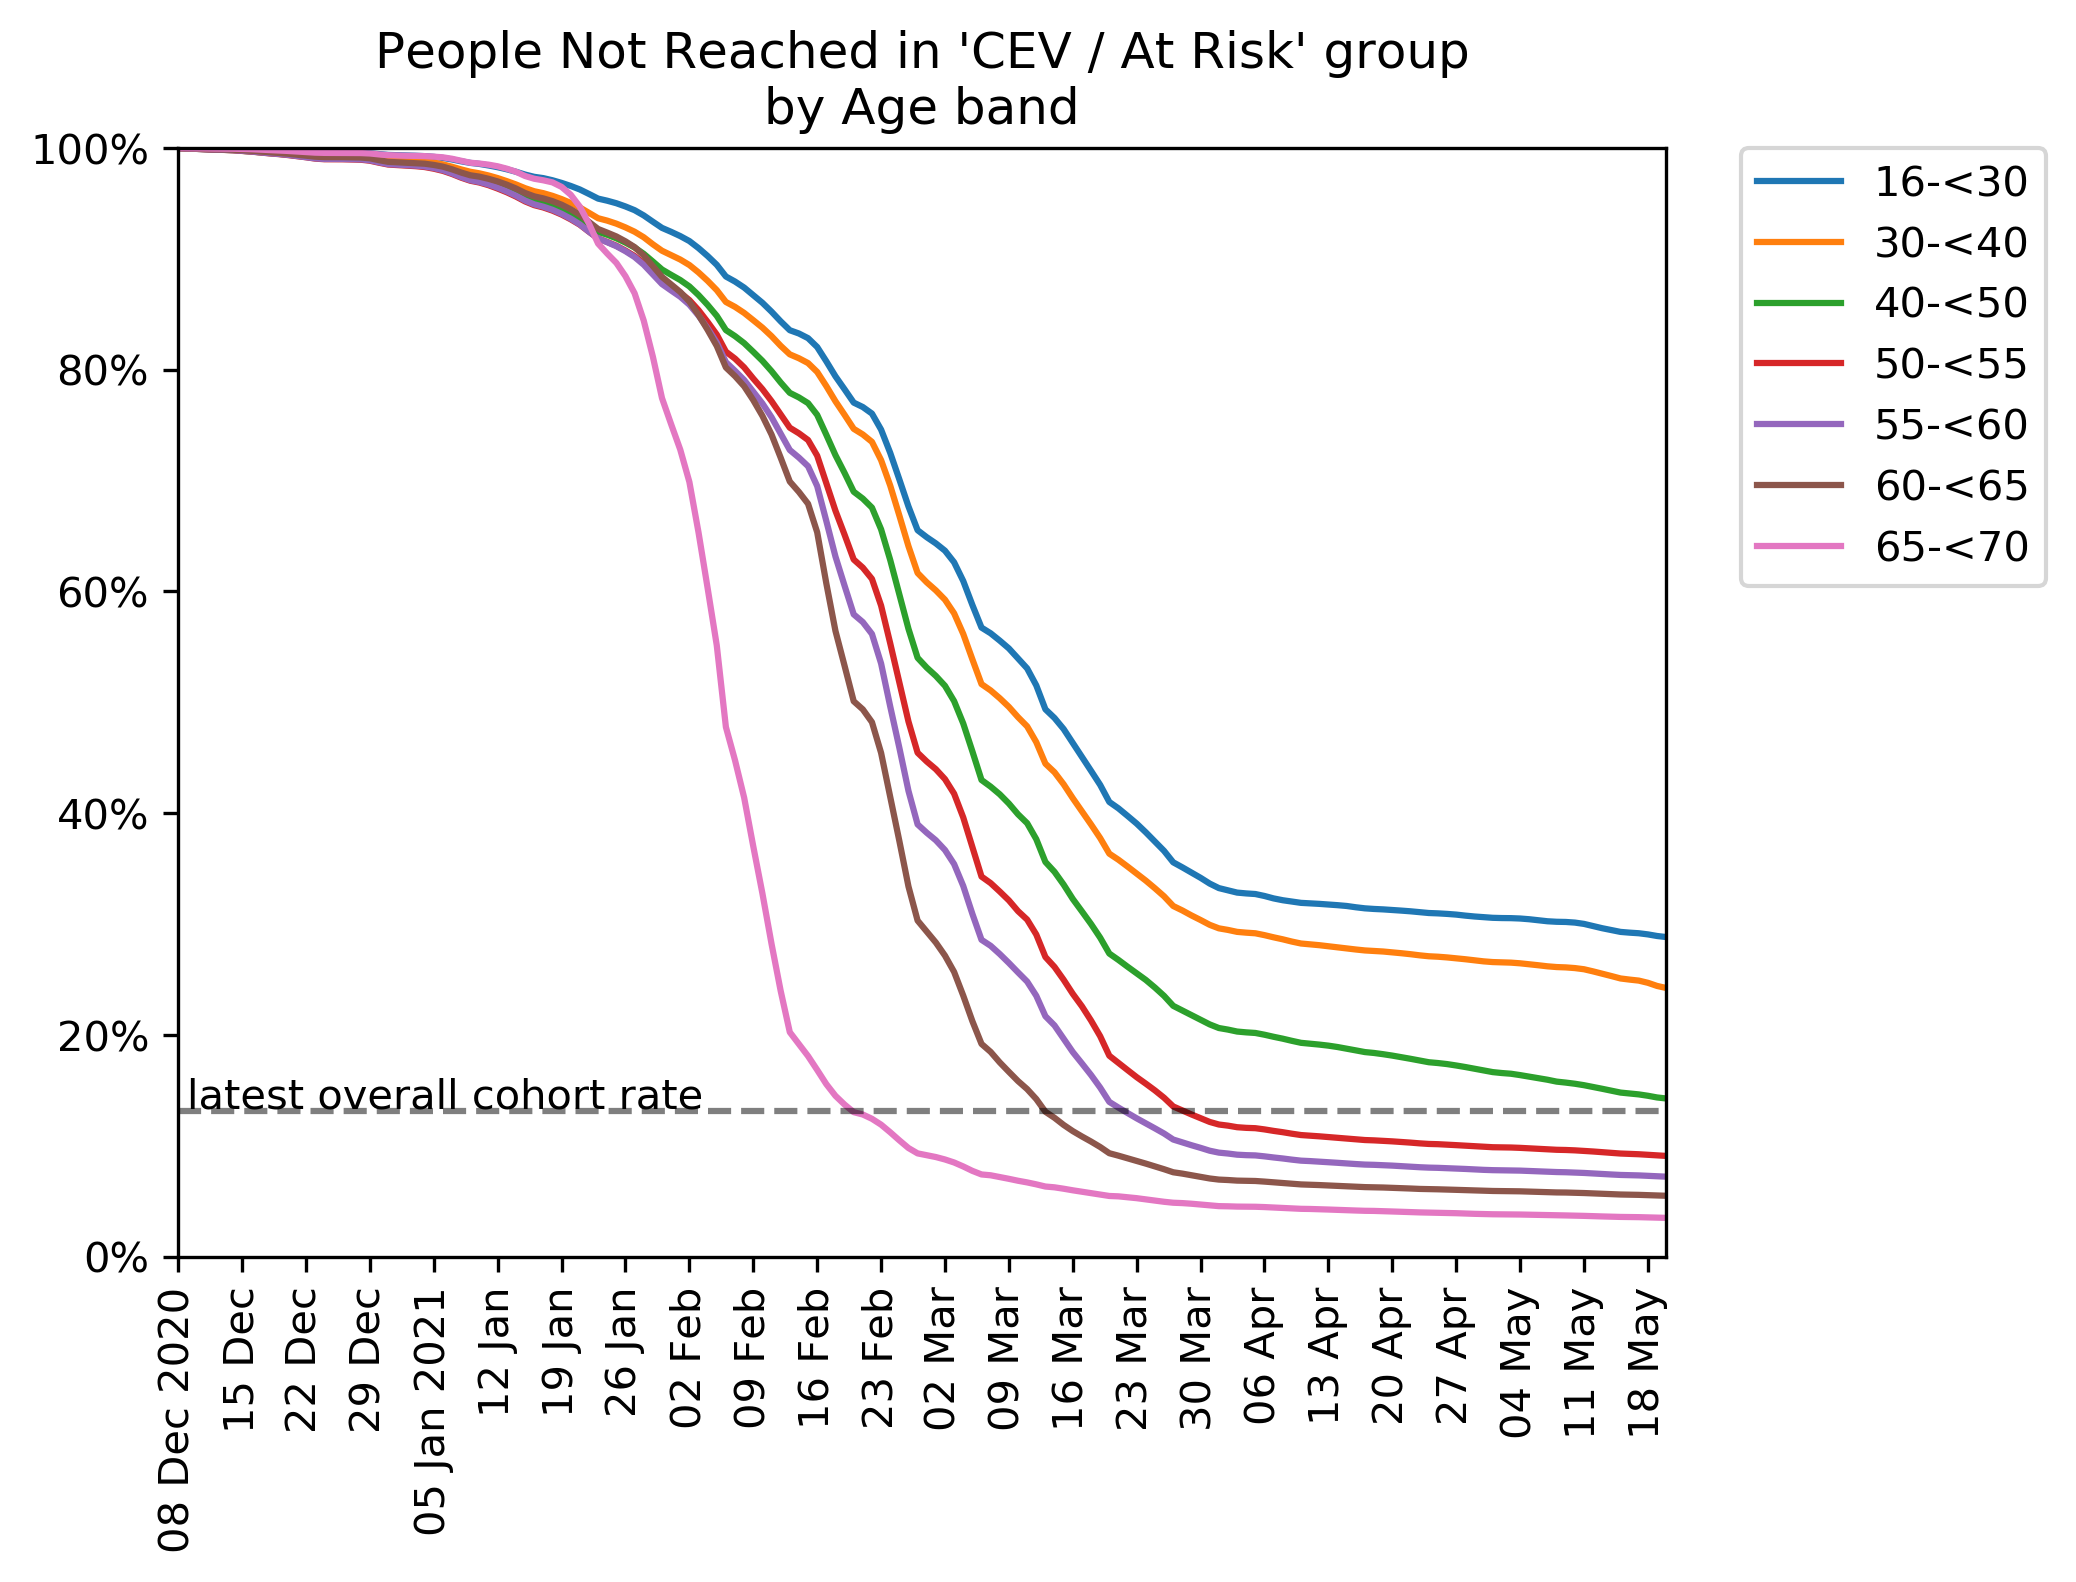 People Not Reached in 'CEV / At Risk' group
by Age band
100%
80%
60%
40%
20%
0%
latest overall cohort rate
08 Dec 2020
15 Dec
22 Dec
29 Dec
05 Jan 2021
12 Jan
19 Jan
26 Jan
02 Feb
09 Feb
16 Feb
23 Feb
02 Mar
09 Mar
16 Mar
23 Mar
30 Mar
06 Apr
13 Apr
20 Apr
27 Apr
04 May
11 May
18 May
16-<30
30-<40
40-<50
50-<55
55-<60
60-<65
65-<70